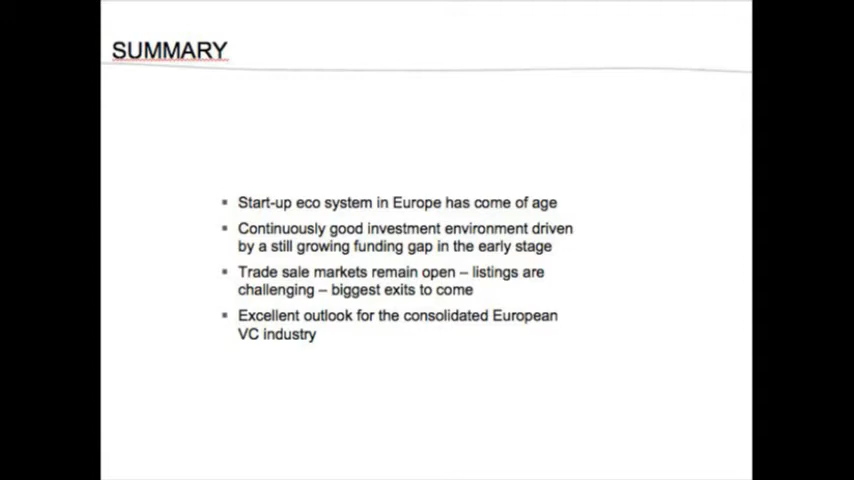 SUMMARY
▪ Start-up eco system in Europe has come of age
▪ Continuously good investment environment driven
by a still growing funding gap in the early stage
▪ Trade sale markets remain open – listings are
challenging – biggest exits to come
▪ Excellent outlook for the consolidated European
VC industry